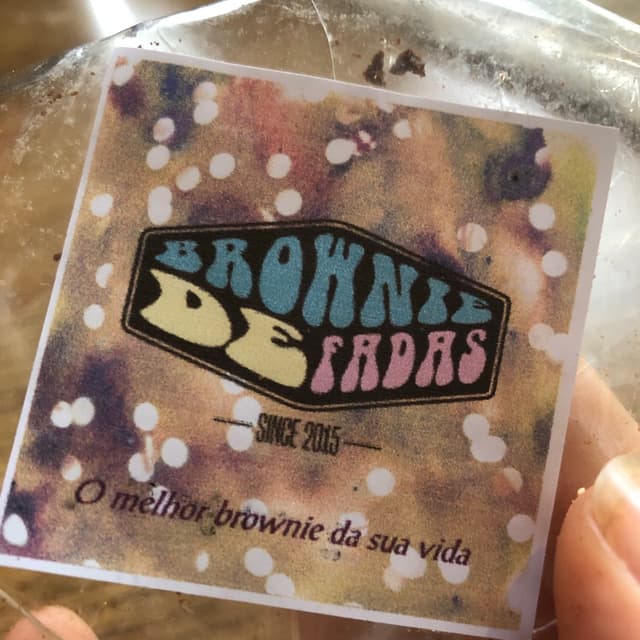 BROWNIE
DE FADAS
SINCE 2015
O melhor brownie da sua vida